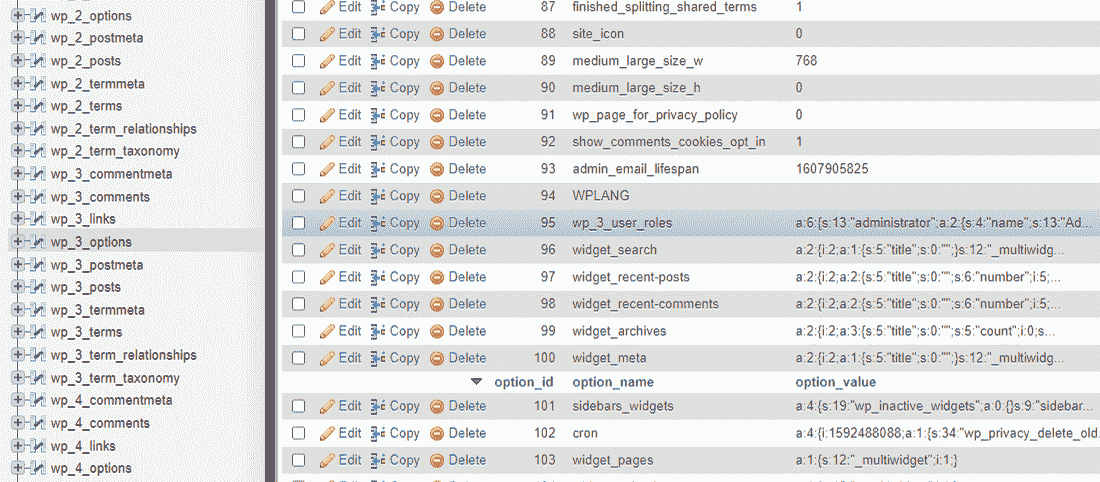 wp_2_options
wp_2_postmeta
wp_2_posts
wp_2_termmeta
wp_2_terms
wp_2_term_relationships
wp_2_term_taxonomy
wp_3_commentmeta
wp_3_comments
wp_3_links
wp_3_options
wp_3_postmeta
wp_3_posts
wp_3_termmeta
wp_3_terms
wp_3_term_relationships
wp_3_term_taxonomy
wp_4_commentmeta
wp_4_comments
wp_4_links
wp_4_options
Edit Copy Delete 87 finished_splitting_shared_terms 1
Edit Copy Delete 88 site_icon 0
Edit Copy Delete 89 medium_large_size_w 768
Edit Copy Delete 90 medium_large_size_h 0
Edit Copy Delete 91 wp_page_for_privacy_policy 0
Edit Copy Delete 92 show_comments_cookies_opt_in 1
Edit Copy Delete 93 admin_email_lifespan 1607905825
Edit Copy Delete 94 WPLANG
Edit Copy Delete 95 wp_3_user_roles a:6:{s:13:"administrator";a:2:{s:4:"name";s:13:"Ad...
Edit Copy Delete 96 widget_search a:2:{i:2;a:1:{s:5:"title";s:0:"";}s:12:"_multiwidg...
Edit Copy Delete 97 widget_recent-posts a:2:{i:2;a:2:{s:5:"title";s:0:"";s:6:"number";i:5;...
Edit Copy Delete 98 widget_recent-comments a:2:{i:2;a:2:{s:5:"title";s:0:"";s:6:"number";i:5;...
Edit Copy Delete 99 widget_archives a:2:{i:2;a:3:{s:5:"title";s:0:"";s:5:"count";i:0;s...
Edit Copy Delete 100 widget_meta a:2:{i:2;a:1:{s:5:"title";s:0:"";}s:12:"_multiwidg...
option_id option_name option_value
Edit Copy Delete 101 sidebars_widgets a:4:{s:19:"wp_inactive_widgets";a:0:{}s:9:"sidebar...
Edit Copy Delete 102 cron a:4:{i:1592488088;a:1:{s:34:"wp_privacy_delete_old.
Edit Copy Delete 103 widget_pages a:1:{s:12:"_multiwidget";i:1;}